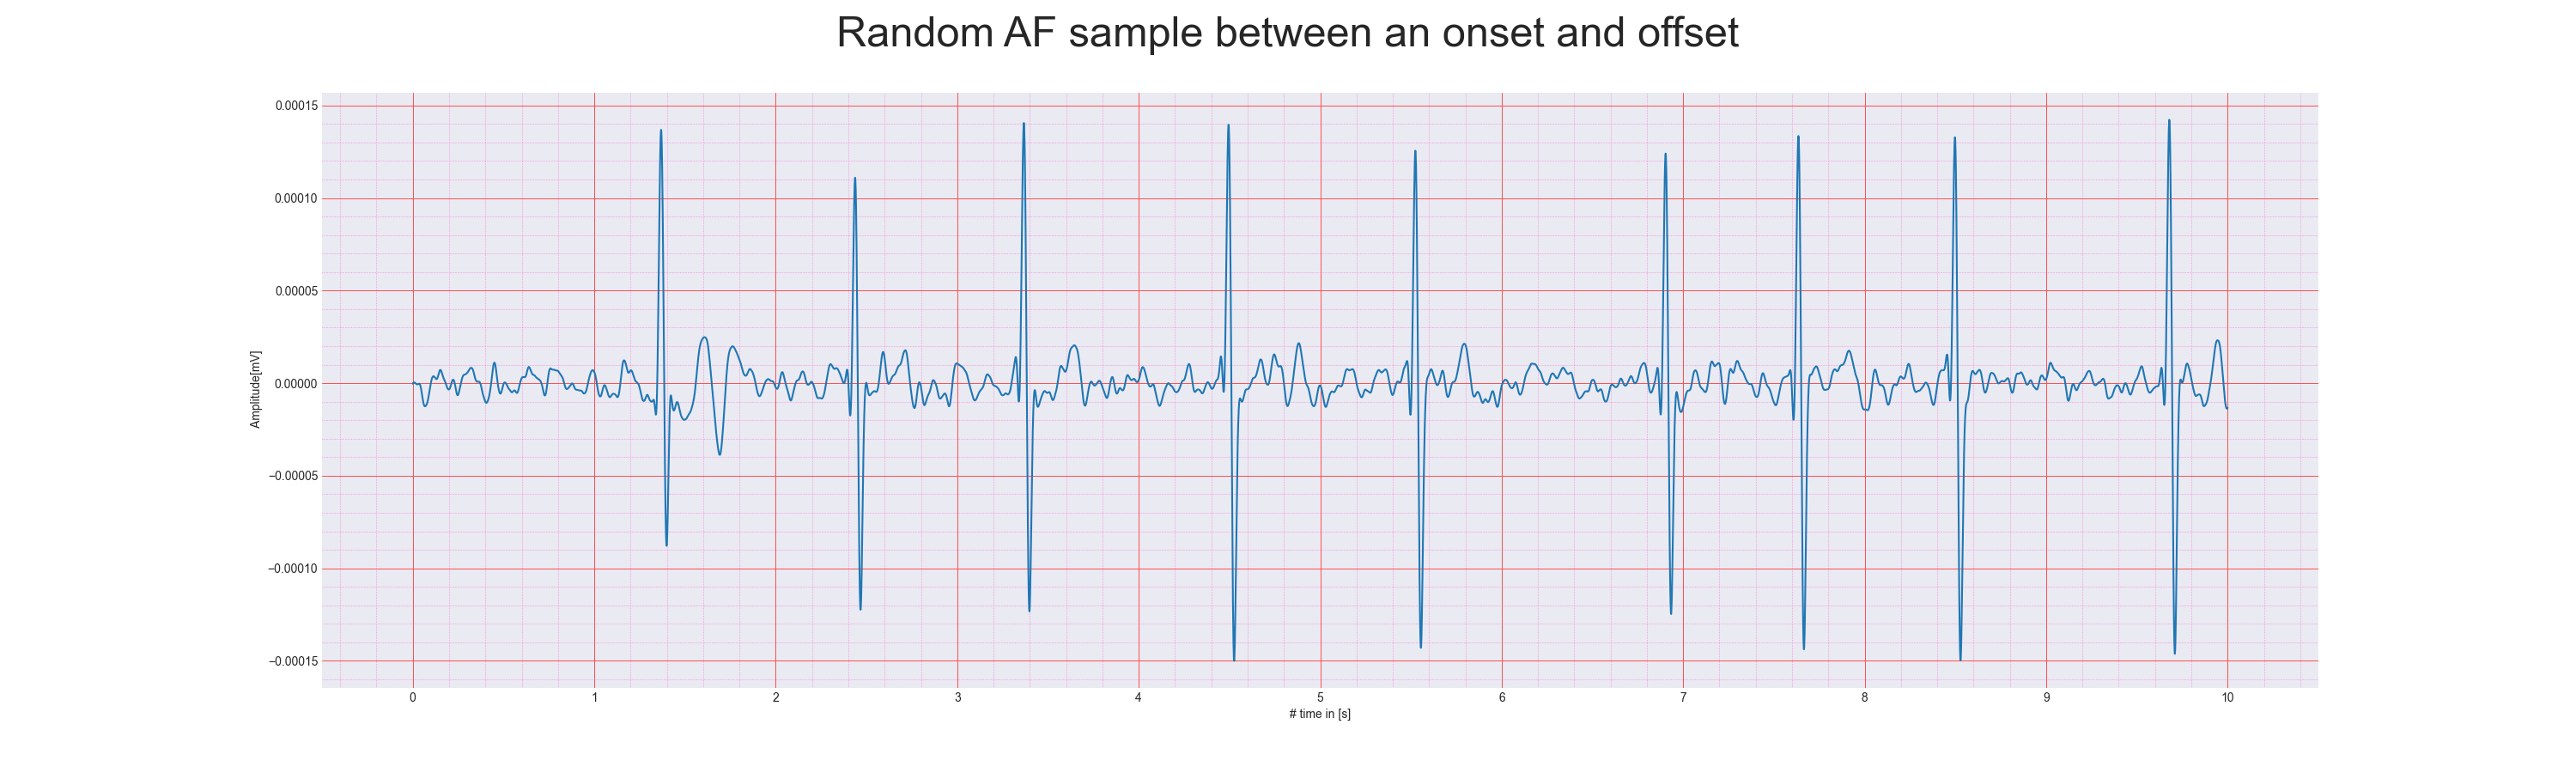 Random AF sample between an onset and offset
0.00015
0.00010
0.00005
0.00000
−0.00005
−0.00010
−0.00015
Amplitude[mV]
0 1 2 3 4 5 6 7 8 9 10
# time in [s]